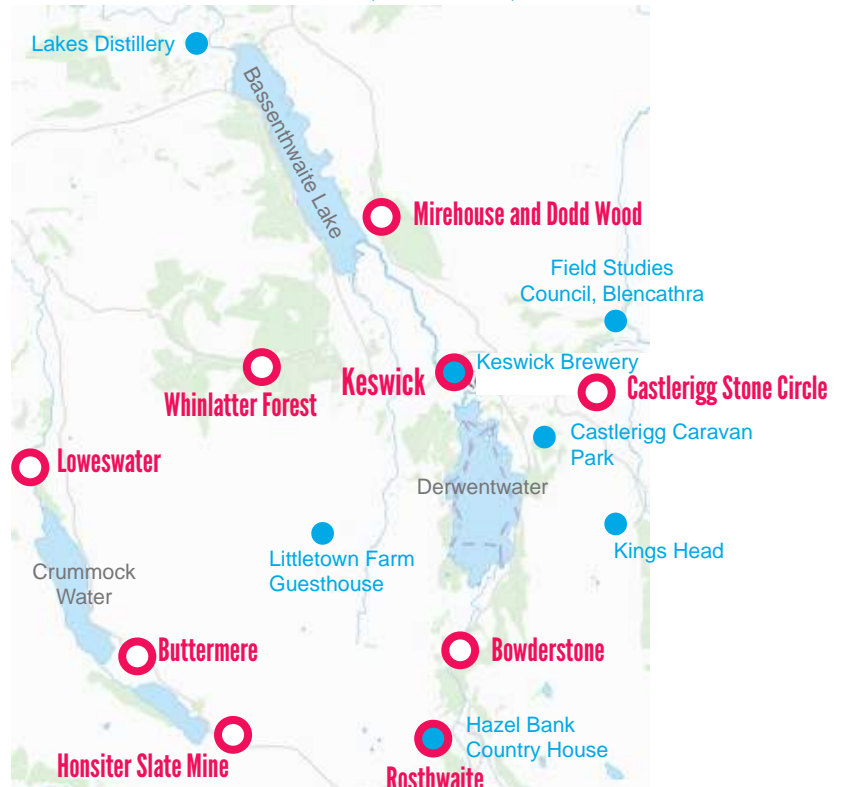 Lakes Distillery
Bassenthwaite Lake
Mirehouse and Dodd Wood
Field Studies
Council, Blencathra
Keswick Brewery
Keswick
Castlerigg Stone Circle
Whinlatter Forest
Castlerigg Caravan
Park
Loweswater
Derwentwater
Kings Head
Littletown Farm
Guesthouse
Crummock
Water
Buttermere
Bowderstone
Hazel Bank
Country House
Honsiter Slate Mine
Rosthwaite